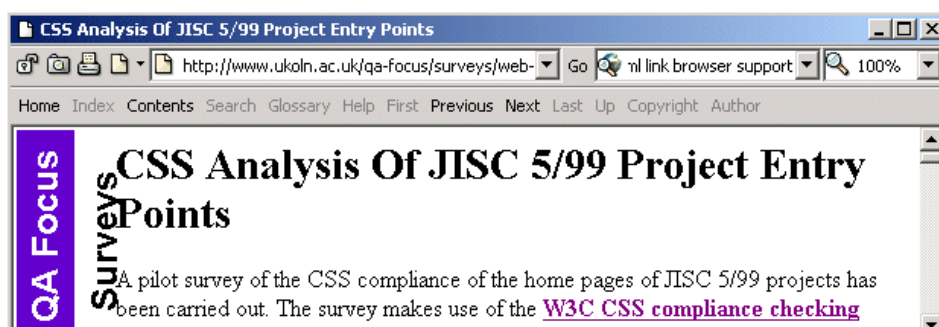 CSS Analysis Of JISC 5/99 Project Entry Points
http://www.ukoln.ac.uk/qa-focus/surveys/web- Go nl link browser support 100%
Home Index Contents Search Glossary Help First Previous Next Last Up Copyright Author
QA Focus
Surveys
CSS Analysis Of JISC 5/99 Project Entry
Points
A pilot survey of the CSS compliance of the home pages of JISC 5/99 projects has
been carried out. The survey makes use of the W3C CSS compliance checking